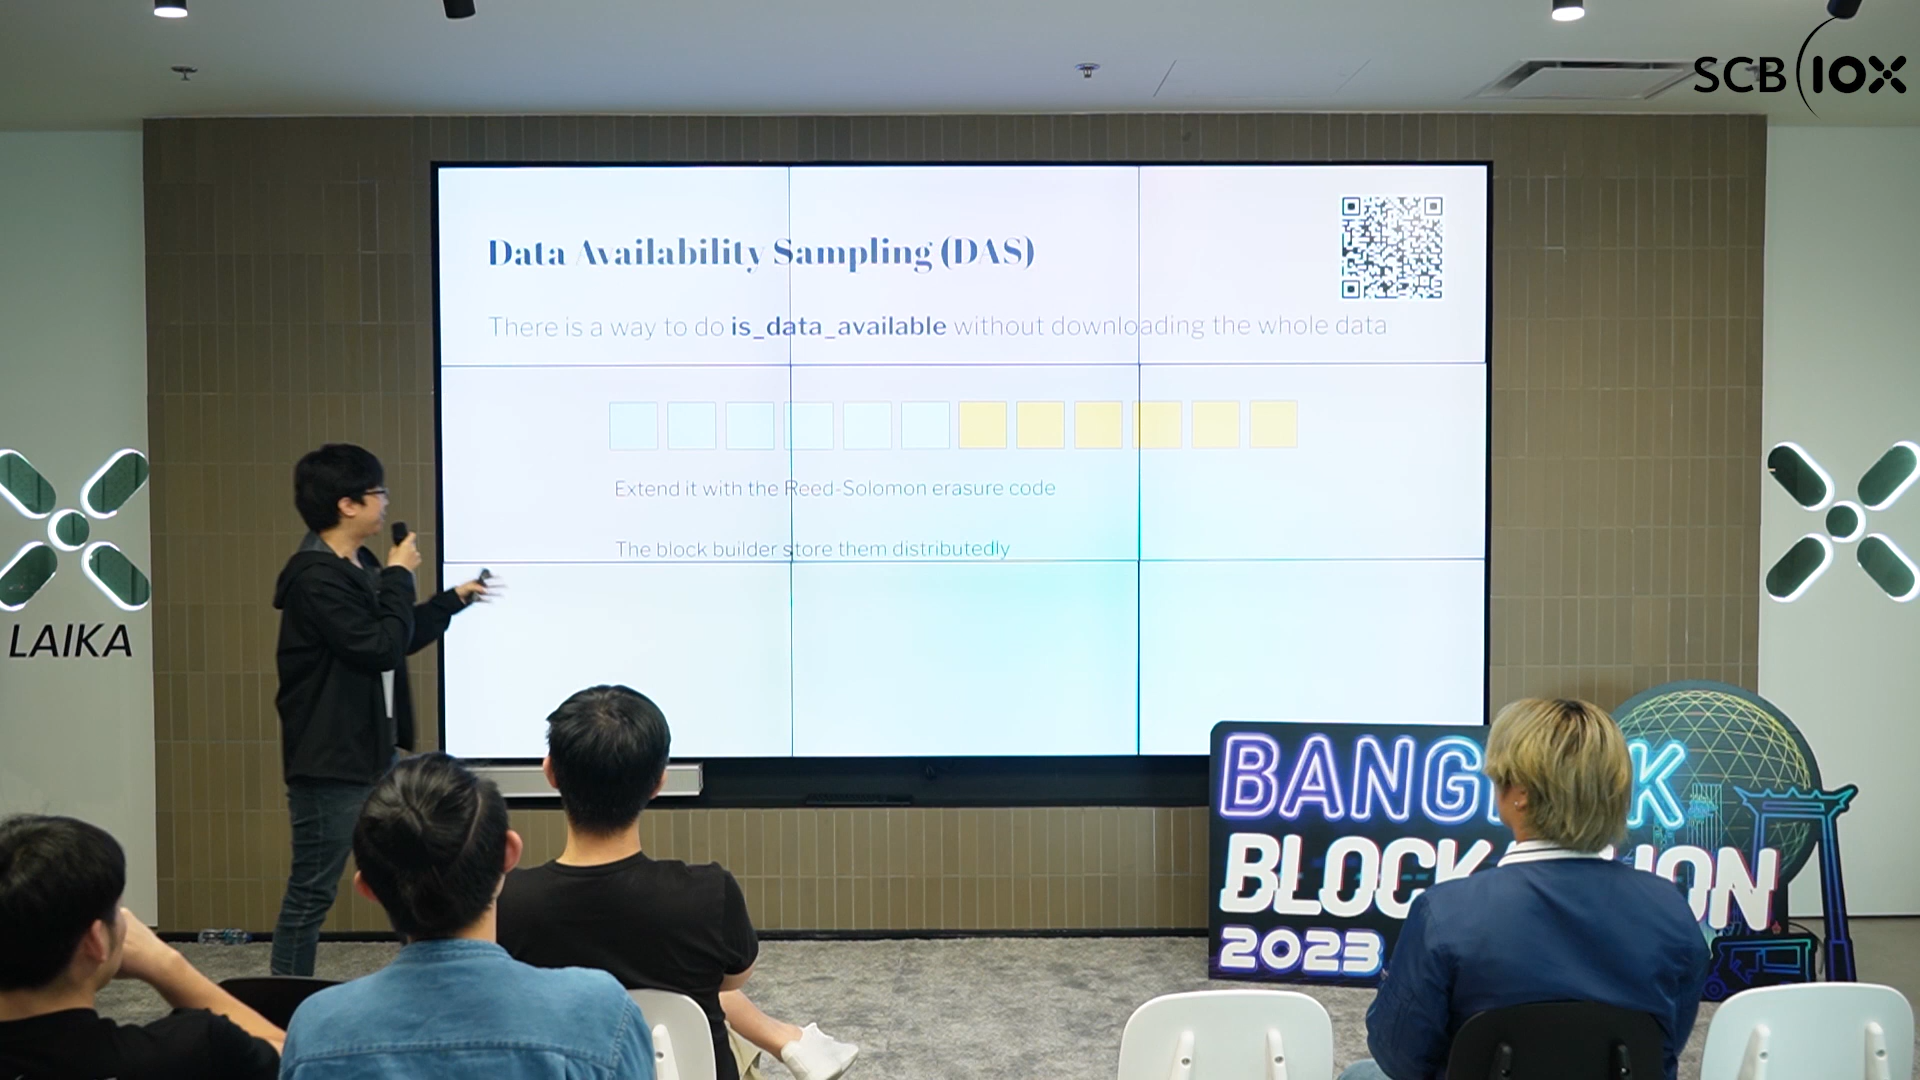 SCB 10X
Data Availability Sampling (DAS)
There is a way to do is_data_available without downloading the whole data
Extend it with the Reed-Solomon erasure code
The block builder store them distributedly
LAIKA
BANG K
BLOCK ON
2023